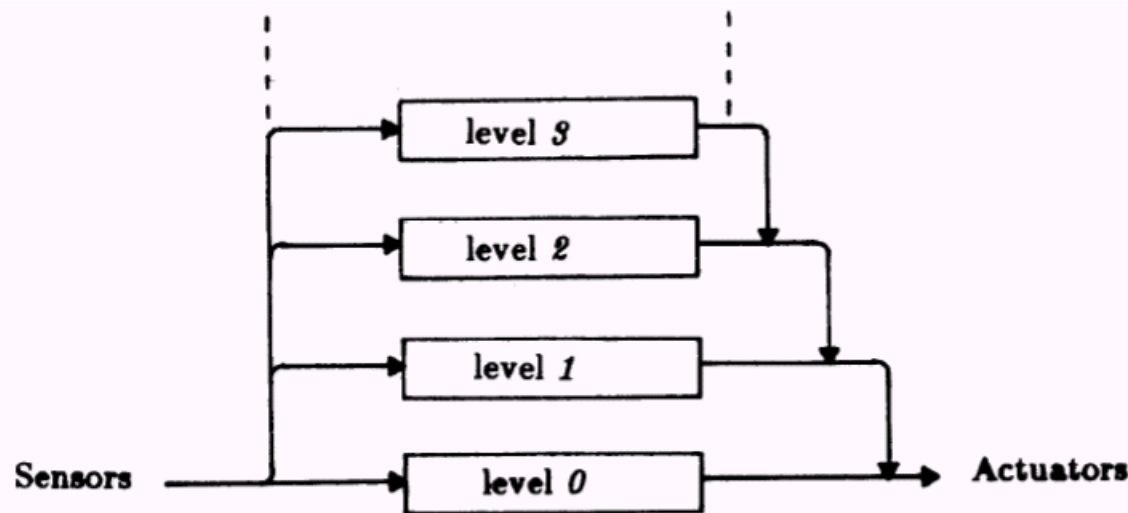 level 3
level 2
level 1
Sensors
level 0
Actuators